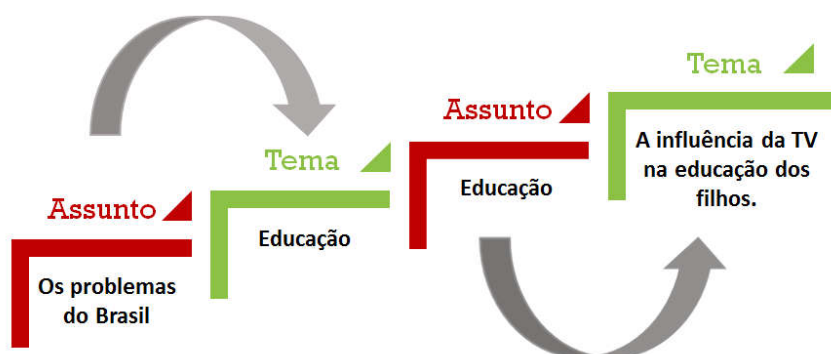 Assunto
Os problemas
do Brasil
Tema
Educação
Assunto
Educação
Tema
A influência da TV
na educação dos
filhos.